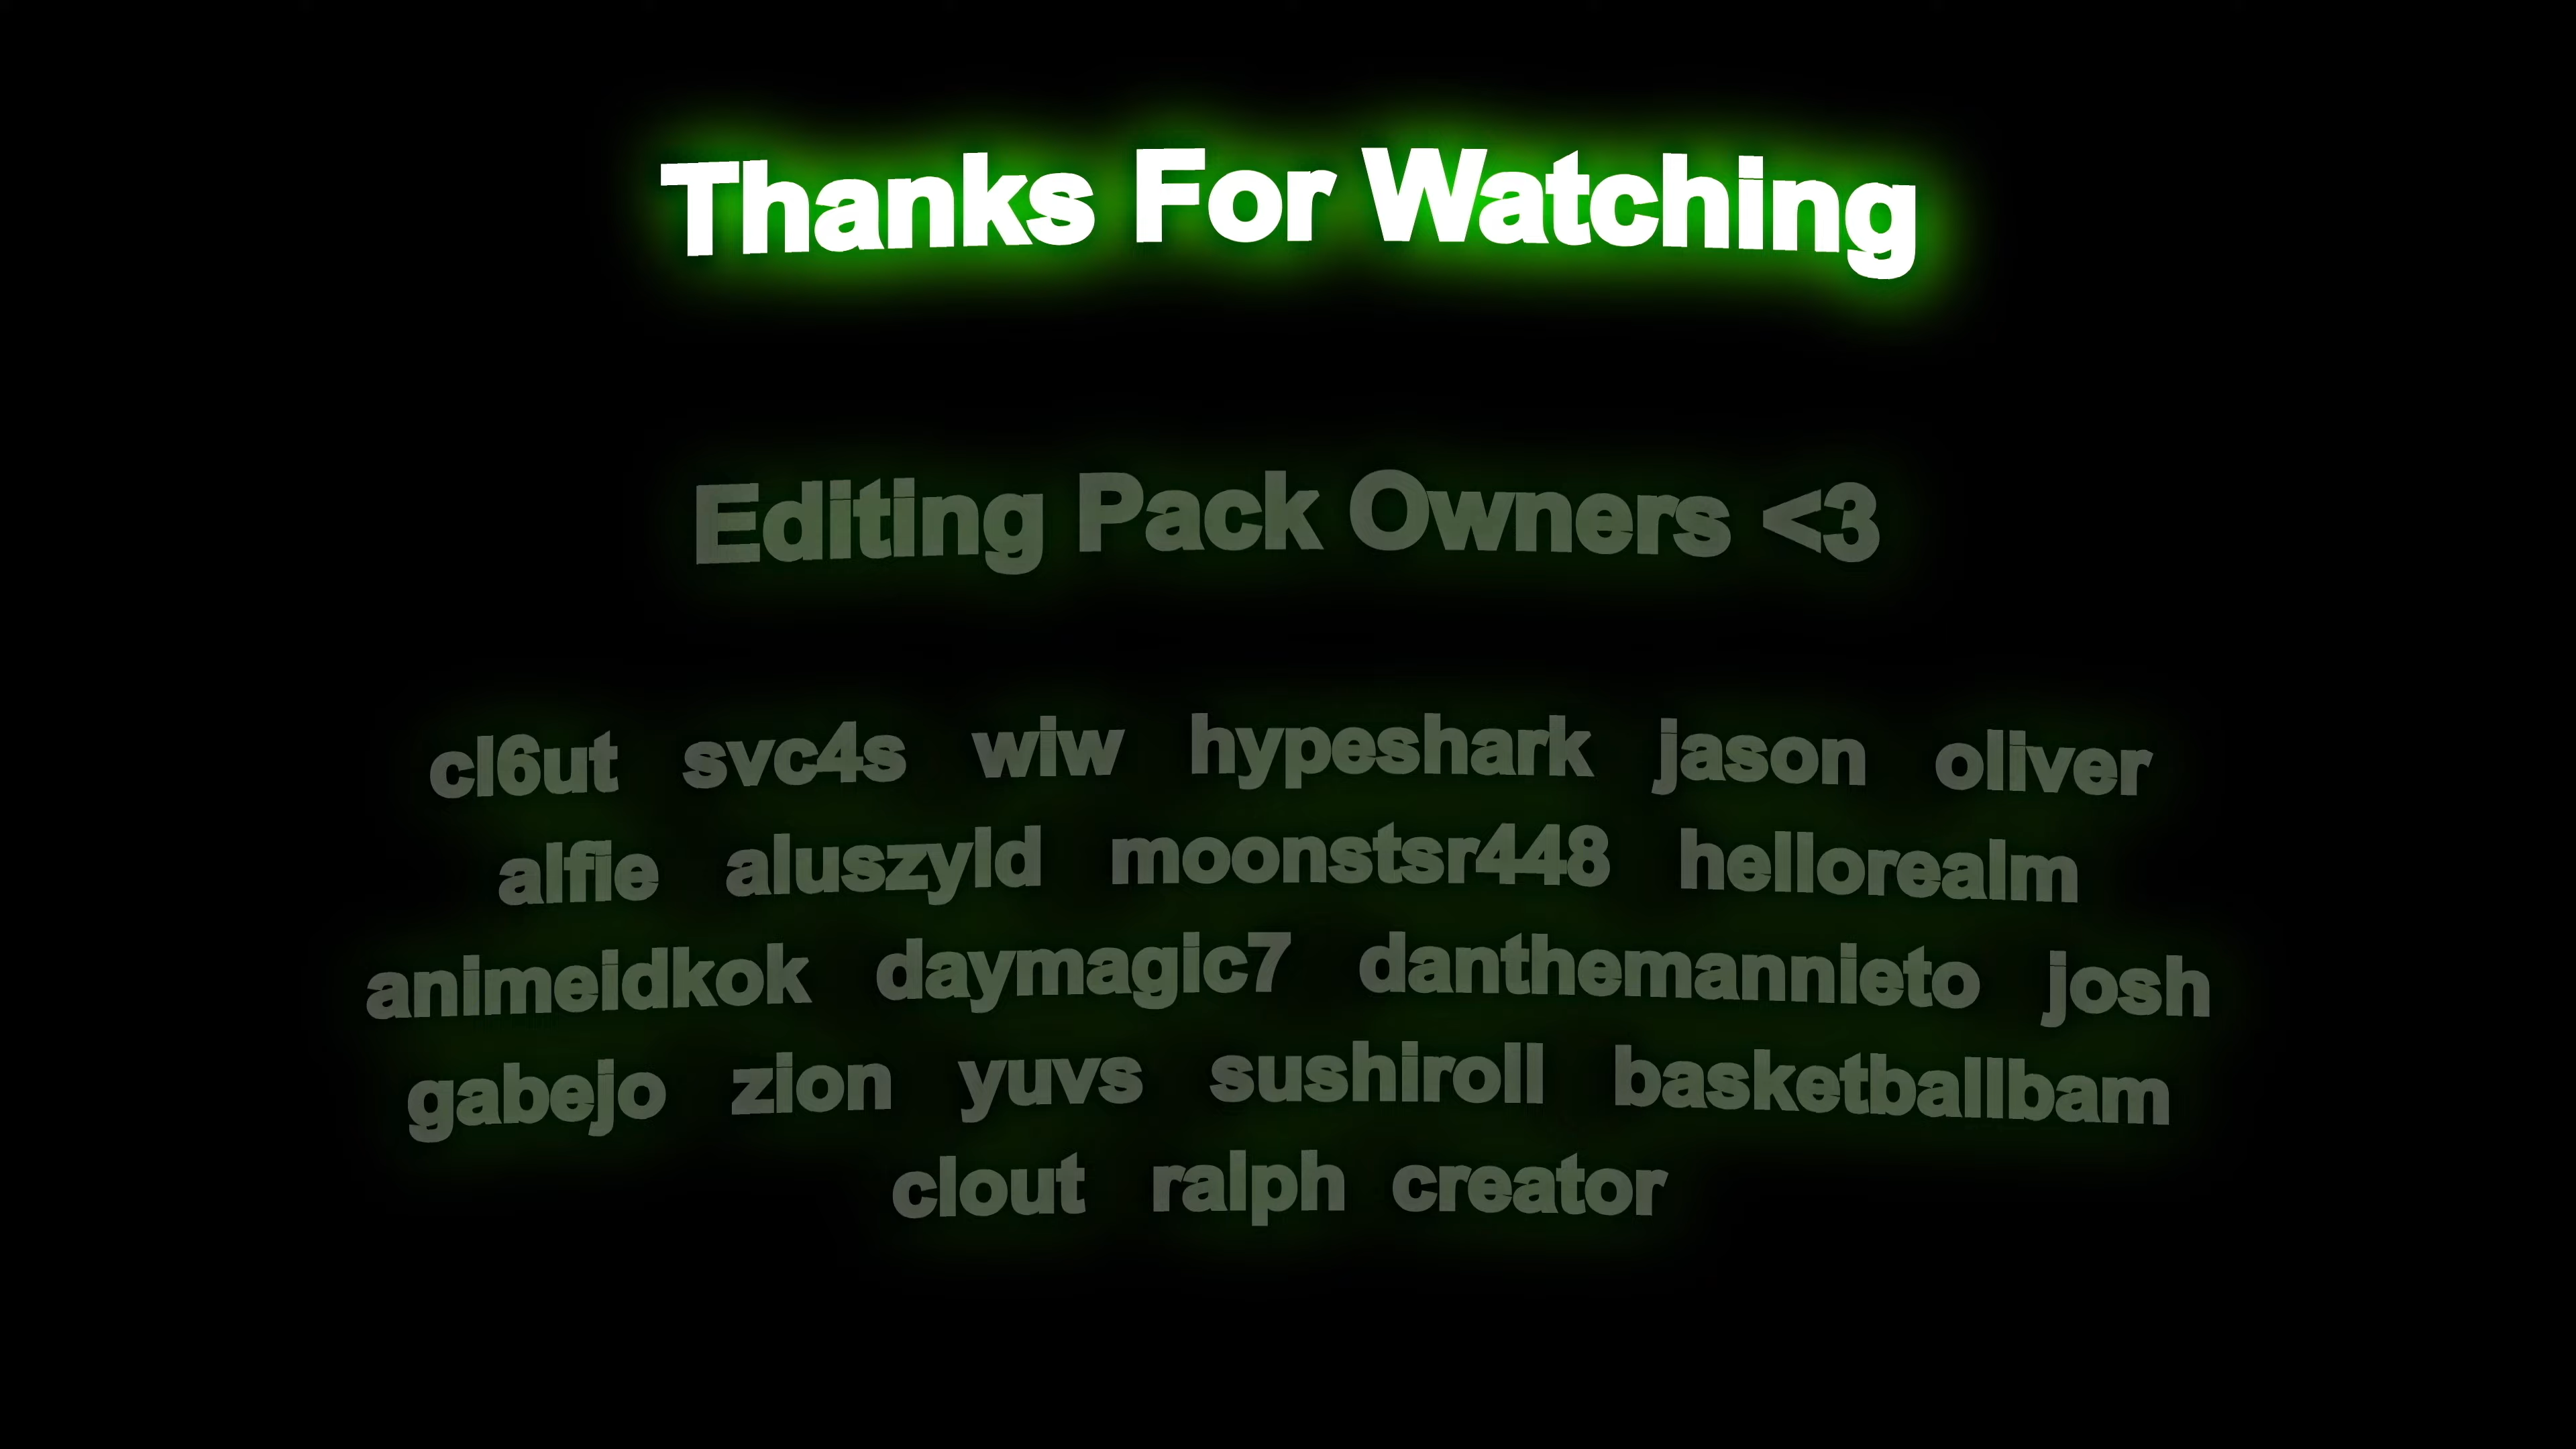 Thanks For Watching
Editing Pack Owners <3
cl6ut svc4s wiw hypeshark jason oliver
alfie aluszyld moonstsr448 hellorealm
animeidkok daymagic7 danthemannieto josh
gabejo zion yuvs sushiroll basketballbam
clout ralph creator